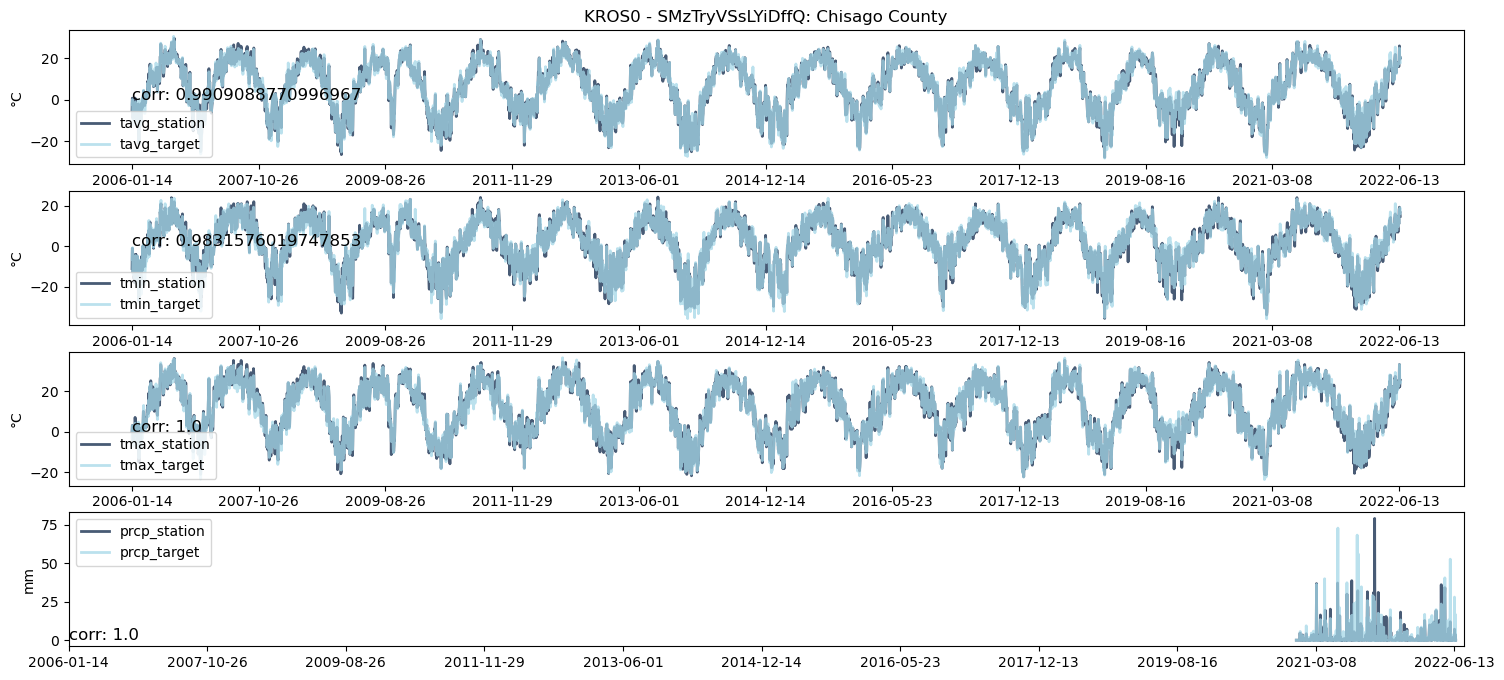 KROS0 - SMzTryVSsLYiDffQ: Chisago County
20
0
−20
°C
corr: 0.9909088770996967
tavg_station
tavg_target
2006-01-14 2007-10-26 2009-08-26 2011-11-29 2013-06-01 2014-12-14 2016-05-23 2017-12-13 2019-08-16 2021-03-08 2022-06-13
20
0
−20
°C
corr: 0.9831576019747853
tmin_station
tmin_target
2006-01-14 2007-10-26 2009-08-26 2011-11-29 2013-06-01 2014-12-14 2016-05-23 2017-12-13 2019-08-16 2021-03-08 2022-06-13
20
0
−20
°C
corr: 1.0
tmax_station
tmax_target
2006-01-14 2007-10-26 2009-08-26 2011-11-29 2013-06-01 2014-12-14 2016-05-23 2017-12-13 2019-08-16 2021-03-08 2022-06-13
75
50
25
0
mm
prcp_station
prcp_target
corr: 1.0
2006-01-14 2007-10-26 2009-08-26 2011-11-29 2013-06-01 2014-12-14 2016-05-23 2017-12-13 2019-08-16 2021-03-08 2022-06-13